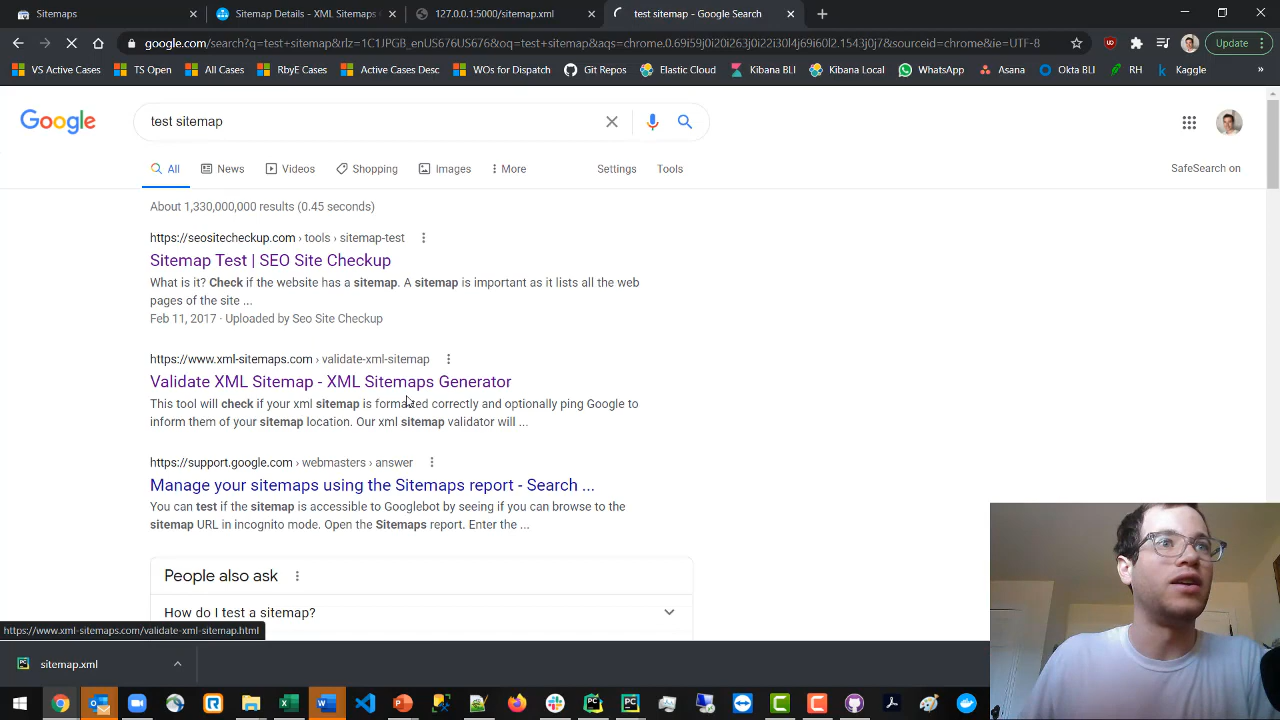 Sitemaps
Sitemap Details - XML Sitemaps
127.0.0.1:5000/sitemap.xml
test sitemap - Google Search
google.com/search?q=test+sitemap&rlz=1C1JPGB_enUS676US676&oq=test+sitemap&aqs=chrome.0.69i59j0i20i263j0i22i30l4j69i60l2.1543j0j7&sourceid=chrome&ie=UTF-8
Update
VS Active Cases
TS Open
All Cases
RbyE Cases
Active Cases Desc
WOs for Dispatch
Git Repos
Elastic Cloud
Kibana BLI
Kibana Local
WhatsApp
Asana
Okta BLI
RH
Kaggle
»
Google
test sitemap
All
News
Videos
Shopping
Images
More
Settings
Tools
SafeSearch on
About 1,330,000,000 results (0.45 seconds)
https://seositecheckup.com › tools › sitemap-test
Sitemap Test | SEO Site Checkup
What is it? Check if the website has a sitemap. A sitemap is important as it lists all the web
pages of the site ...
Feb 11, 2017 · Uploaded by Seo Site Checkup
https://www.xml-sitemaps.com › validate-xml-sitemap
Validate XML Sitemap - XML Sitemaps Generator
This tool will check if your xml sitemap is formatted correctly and optionally ping Google to
inform them of your sitemap location. Our xml sitemap validator will ...
https://support.google.com › webmasters › answer
Manage your sitemaps using the Sitemaps report - Search ...
You can test if the sitemap is accessible to Googlebot by seeing if you can browse to the
sitemap URL in incognito mode. Open the Sitemaps report. Enter the ...
People also ask
How do I test a sitemap?
https://www.xml-sitemaps.com/validate-xml-sitemap.html
sitemap.xml